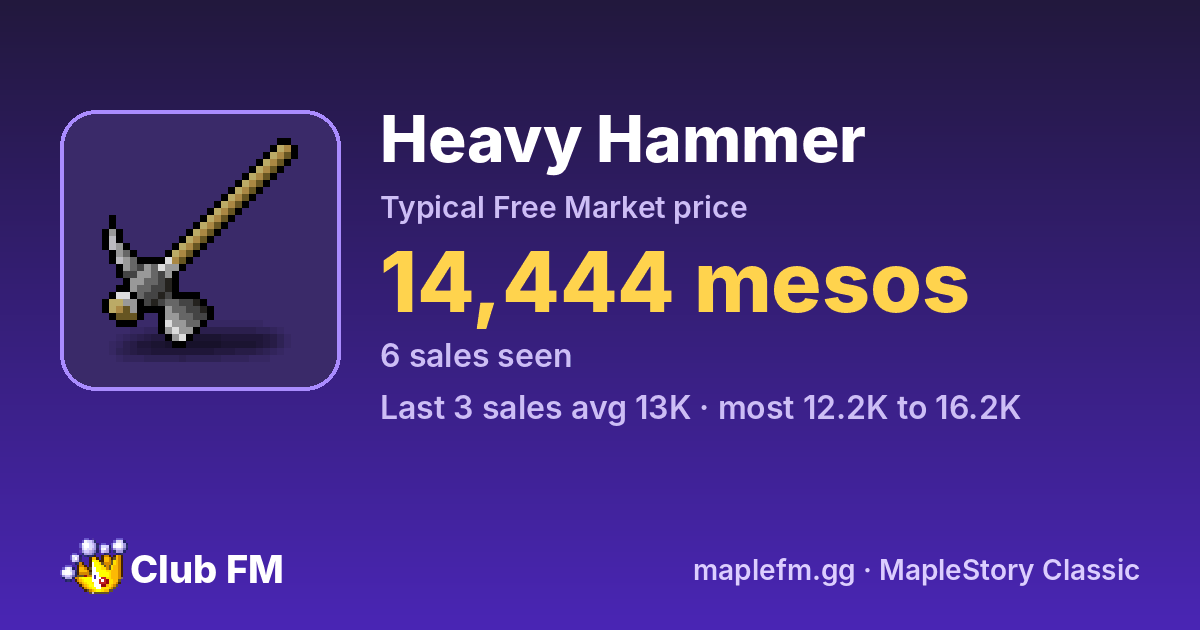 Heavy Hammer
Typical Free Market price
14,444 mesos
6 sales seen
Last 3 sales avg 13K · most 12.2K to 16.2K
Club FM
maplefm.gg · MapleStory Classic